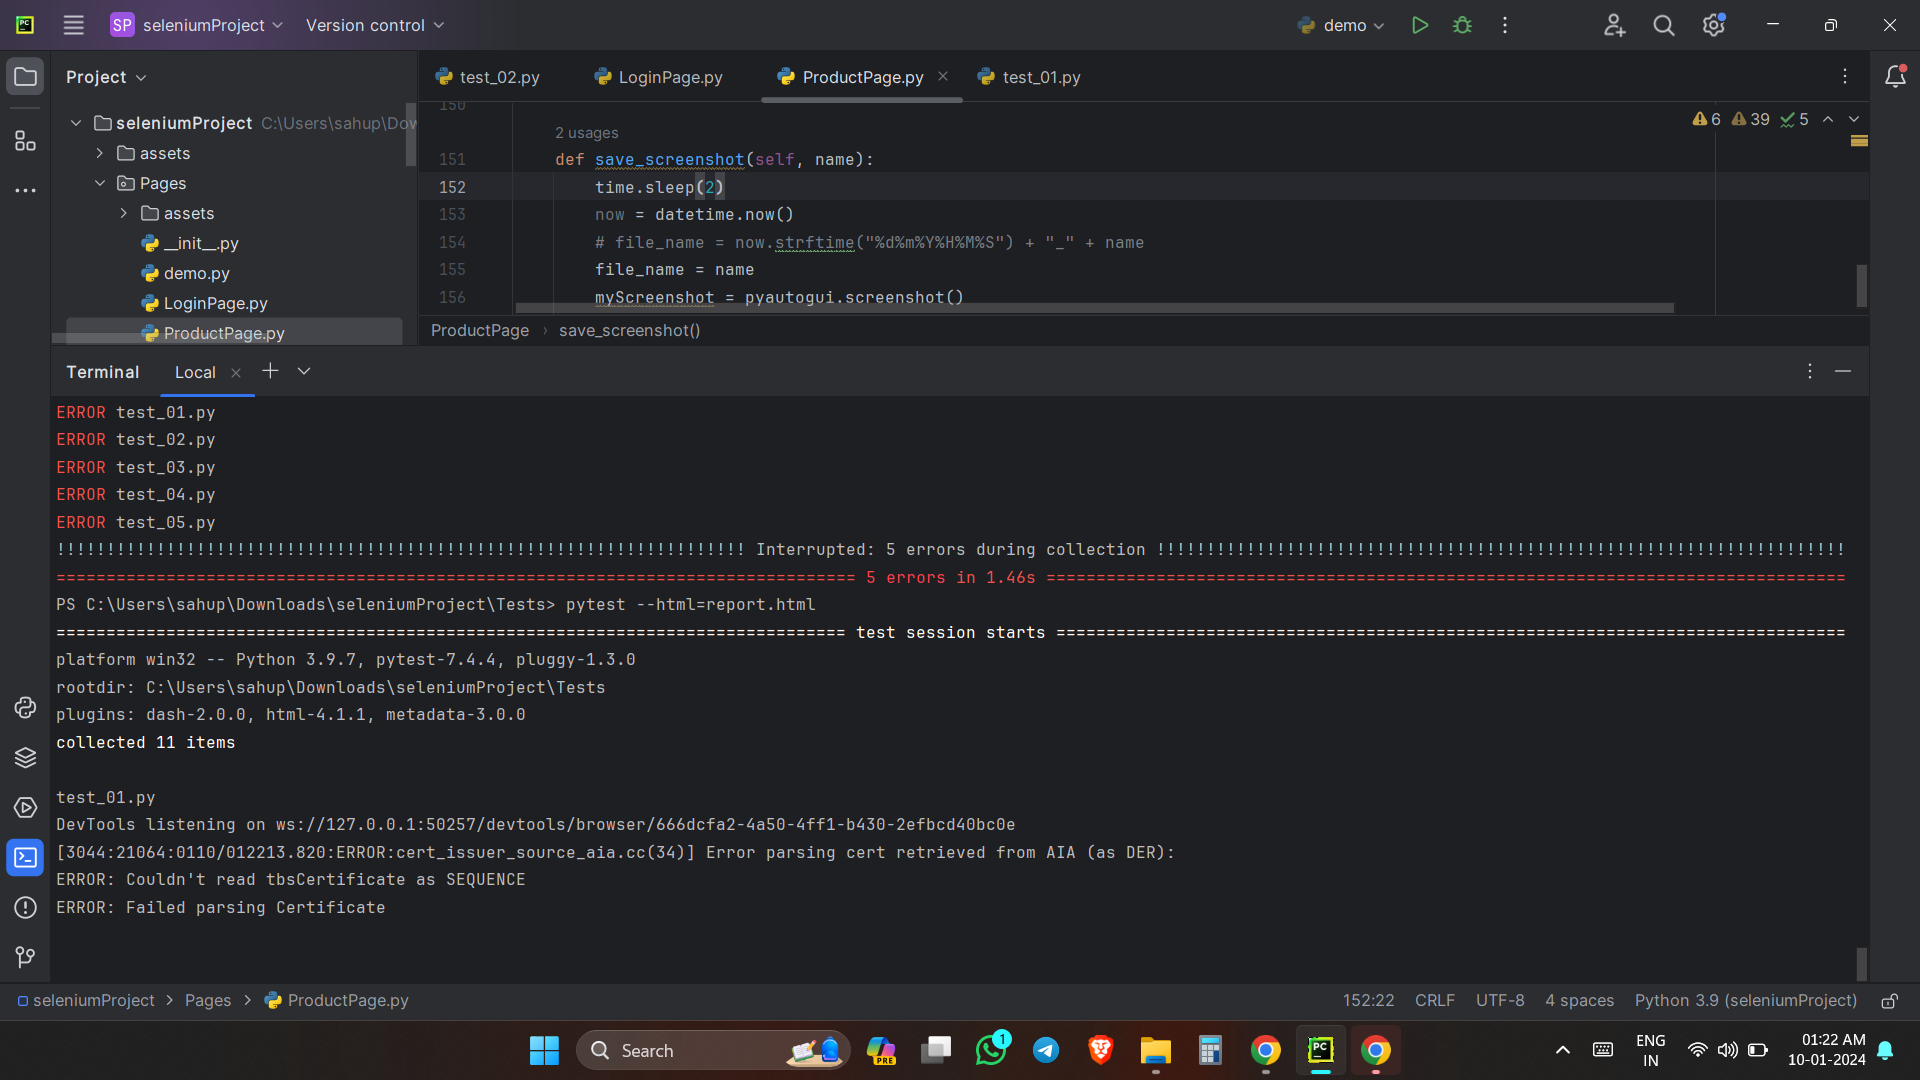 SP seleniumProject Version control demo
Project
seleniumProject C:\Users\sahup\Dow
assets
Pages
assets
__init__.py
demo.py
LoginPage.py
ProductPage.py
test_02.py LoginPage.py ProductPage.py test_01.py
150
6 39 5
2 usages
151 def save_screenshot(self, name):
152 time.sleep(2)
153 now = datetime.now()
154 # file_name = now.strftime("%d%m%Y%H%M%S") + "_" + name
155 file_name = name
156 myScreenshot = pyautogui.screenshot()
ProductPage › save_screenshot()
Terminal Local
ERROR test_01.py
ERROR test_02.py
ERROR test_03.py
ERROR test_04.py
ERROR test_05.py
!!!!!!!!!!!!!!!!!!!!!!!!!!!!!!!!!!!!!!!!!!!!!!!!!!!!!!!!!!!!!!!!!!!!! Interrupted: 5 errors during collection !!!!!!!!!!!!!!!!!!!!!!!!!!!!!!!!!!!!!!!!!!!!!!!!!!!!!!!!!!!!!!!!!!!!!
================================================================================ 5 errors in 1.46s ================================================================================
PS C:\Users\sahup\Downloads\seleniumProject\Tests> pytest --html=report.html
=============================================================================== test session starts ===============================================================================
platform win32 -- Python 3.9.7, pytest-7.4.4, pluggy-1.3.0
rootdir: C:\Users\sahup\Downloads\seleniumProject\Tests
plugins: dash-2.0.0, html-4.1.1, metadata-3.0.0
collected 11 items
test_01.py
DevTools listening on ws://127.0.0.1:50257/devtools/browser/666dcfa2-4a50-4ff1-b430-2efbcd40bc0e
[3044:21064:0110/012213.820:ERROR:cert_issuer_source_aia.cc(34)] Error parsing cert retrieved from AIA (as DER):
ERROR: Couldn't read tbsCertificate as SEQUENCE
ERROR: Failed parsing Certificate
seleniumProject > Pages > ProductPage.py 152:22 CRLF UTF-8 4 spaces Python 3.9 (seleniumProject)
Search PRE 1 PC
ENG
IN
01:22 AM
10-01-2024